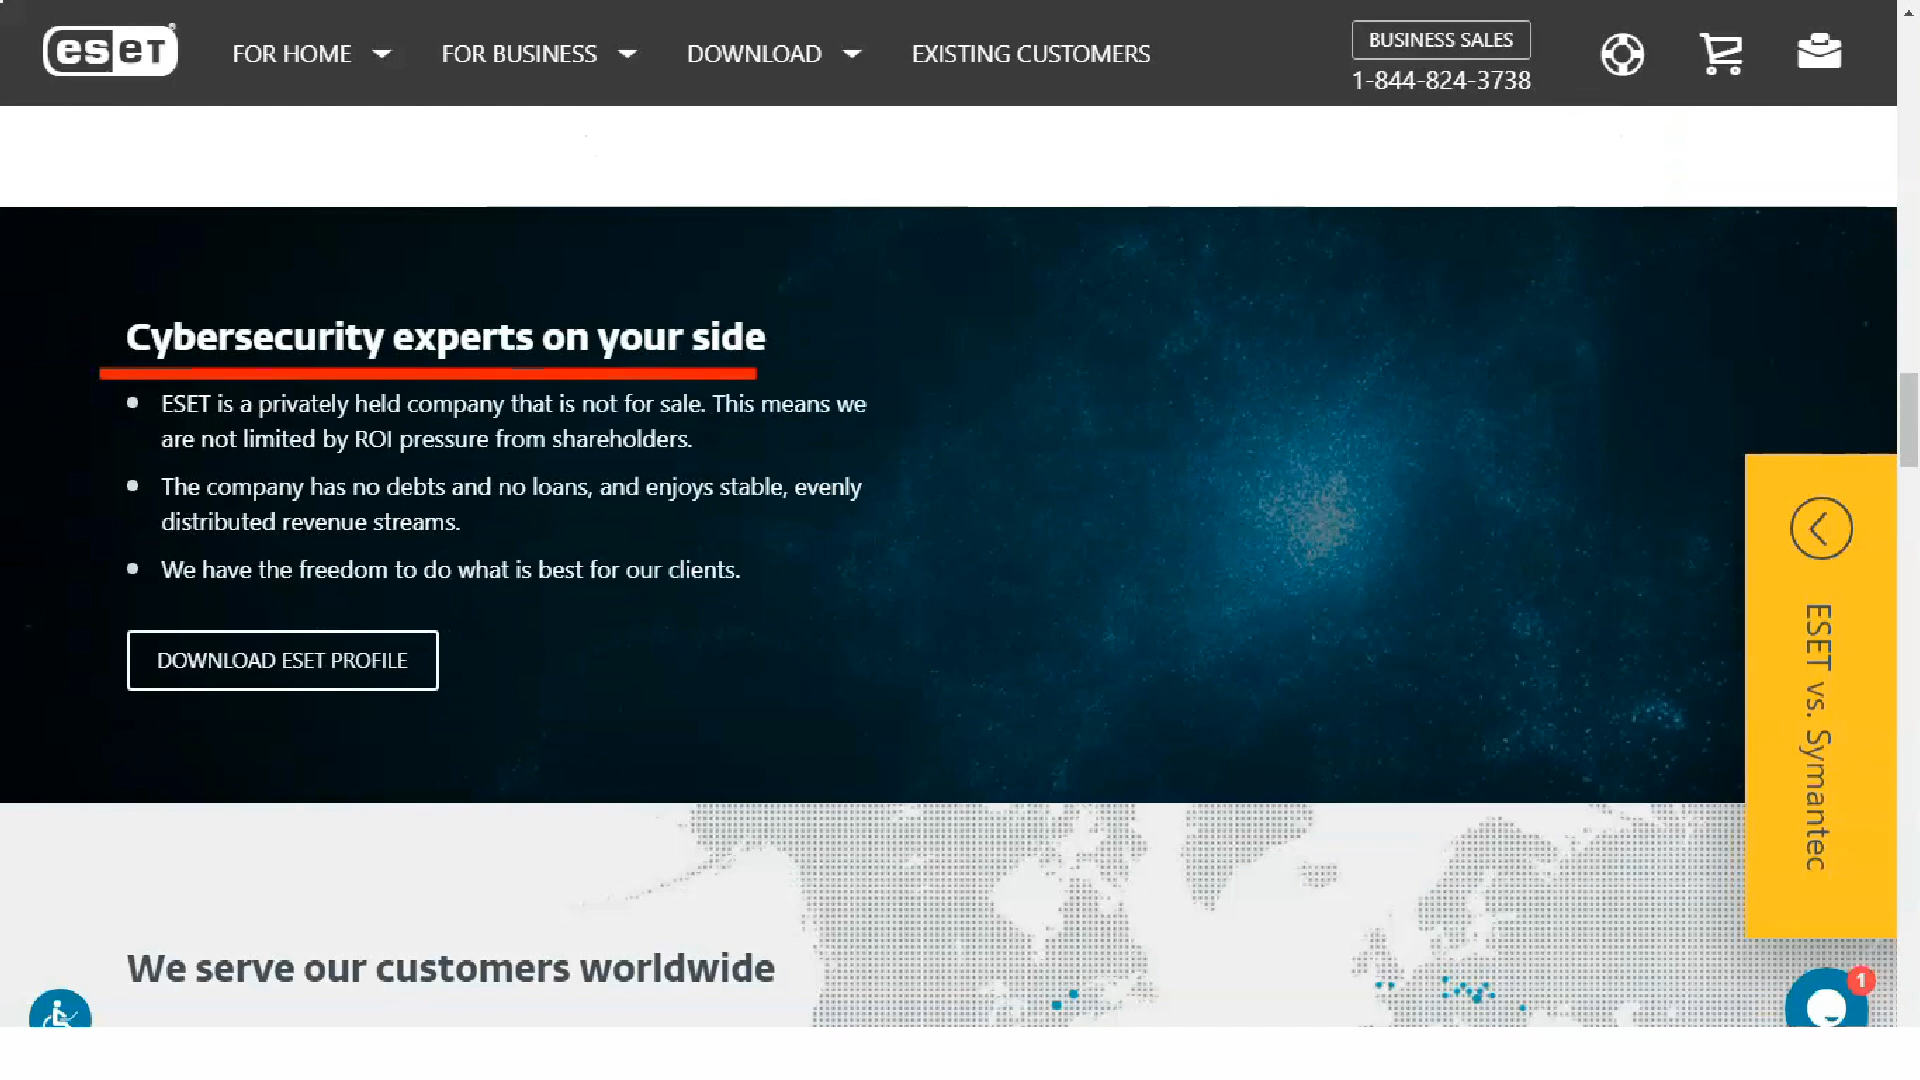 eset®
FOR HOME
FOR BUSINESS
DOWNLOAD
EXISTING CUSTOMERS
BUSINESS SALES
1-844-824-3738
Cybersecurity experts on your side
• ESET is a privately held company that is not for sale. This means we
are not limited by ROI pressure from shareholders.
• The company has no debts and no loans, and enjoys stable, evenly
distributed revenue streams.
• We have the freedom to do what is best for our clients.
DOWNLOAD ESET PROFILE
ESET vs. Symantec
We serve our customers worldwide
1